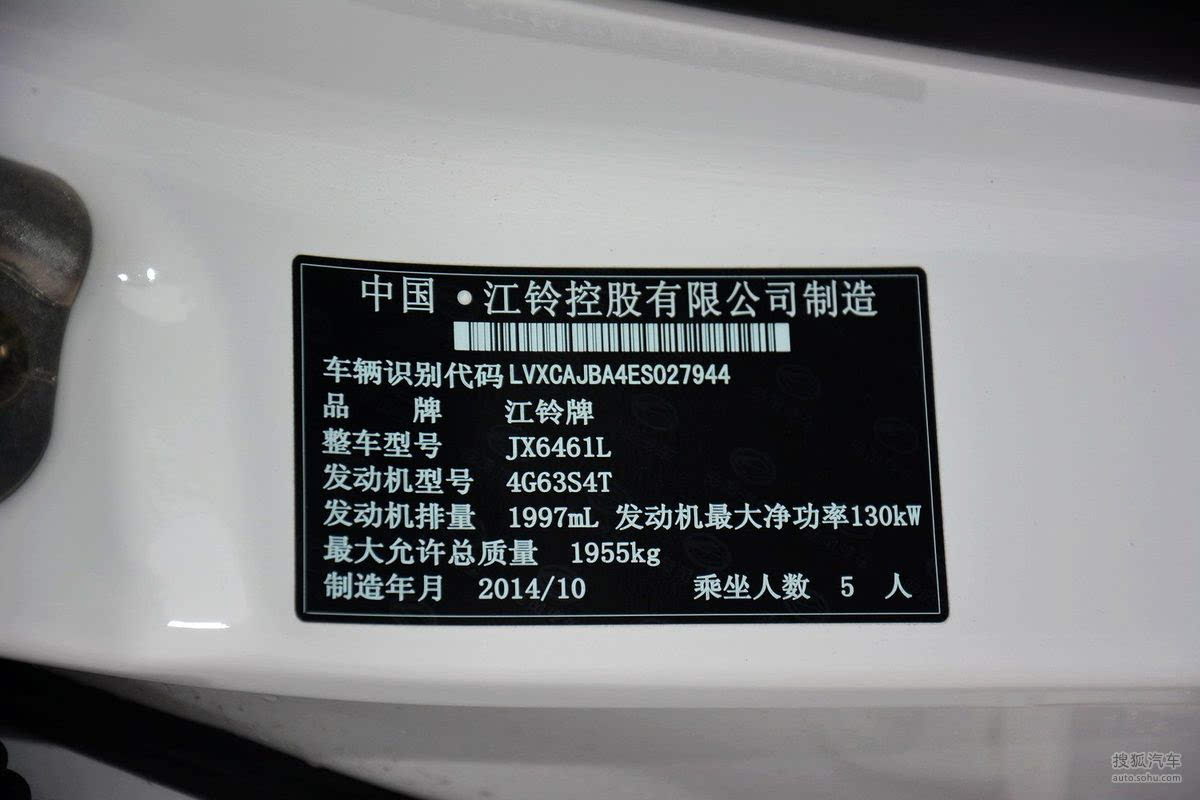 中国·江铃控股有限公司制造
车辆识别代码 LVXCAJBA4ES027944
品 牌 江铃牌
整车型号 JX6461L
发动机型号 4G63S4T
发动机排量 1997mL 发动机最大净功率130kW
最大允许总质量 1955kg
制造年月 2014/10 乘坐人数 5 人
搜狐汽车
auto.sohu.com